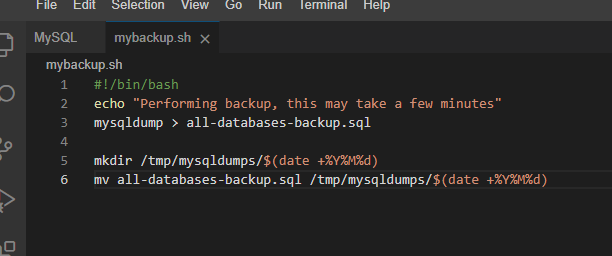 File Edit Selection View Go Run Terminal Help
MySQL mybackup.sh
mybackup.sh
1 #!/bin/bash
2 echo "Performing backup, this may take a few minutes"
3 mysqldump > all-databases-backup.sql
4
5 mkdir /tmp/mysqldumps/$(date +%Y%M%d)
6 mv all-databases-backup.sql /tmp/mysqldumps/$(date +%Y%M%d)